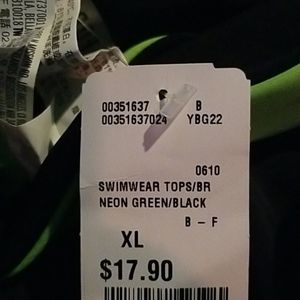 00351637 B
00351637024 YBG22
0610
SWIMWEAR TOPS/BR
NEON GREEN/BLACK
B - F
XL
$17.90